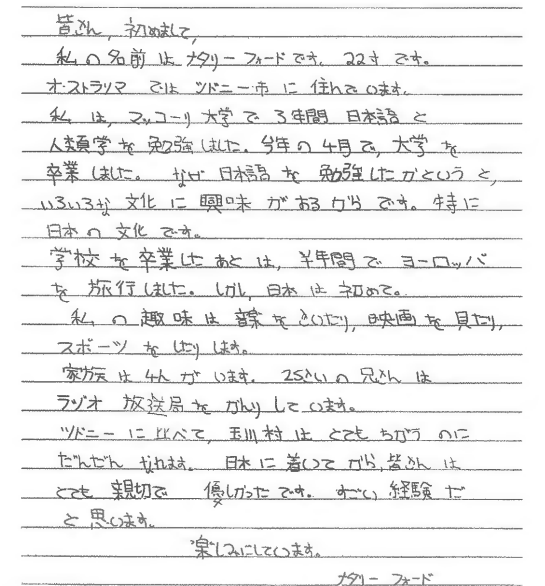 皆さん, 初めまして,
私の名前はナタリーフォードです。22才です。
オーストラリアではシドニー市に住んでいます。
私は, マッコーリ大学で3年間日本語と
人類学を勉強しました。今年の4月で, 大学を
卒業しました。なぜ日本語を勉強したかというと,
いろいろな文化に興味があるからです。特に
日本の文化です。
学校を卒業したあとは, 半年間でヨーロッパ
を旅行しました。しかし, 日本は初めて。
私の趣味は音楽をきいたり, 映画を見たり,
スポーツをしたりします。
家族は4人がいます。25さいの兄さんは
ラジオ放送局をかんりしています。
シドニーに比べて, 玉川村はとてもちがうのに
だんだんなれます。日本に着いてから, 皆さんは
とても親切で優しかったです。すごい経験だ
と思います。
楽しみにしてしています。
ナタリーフォード